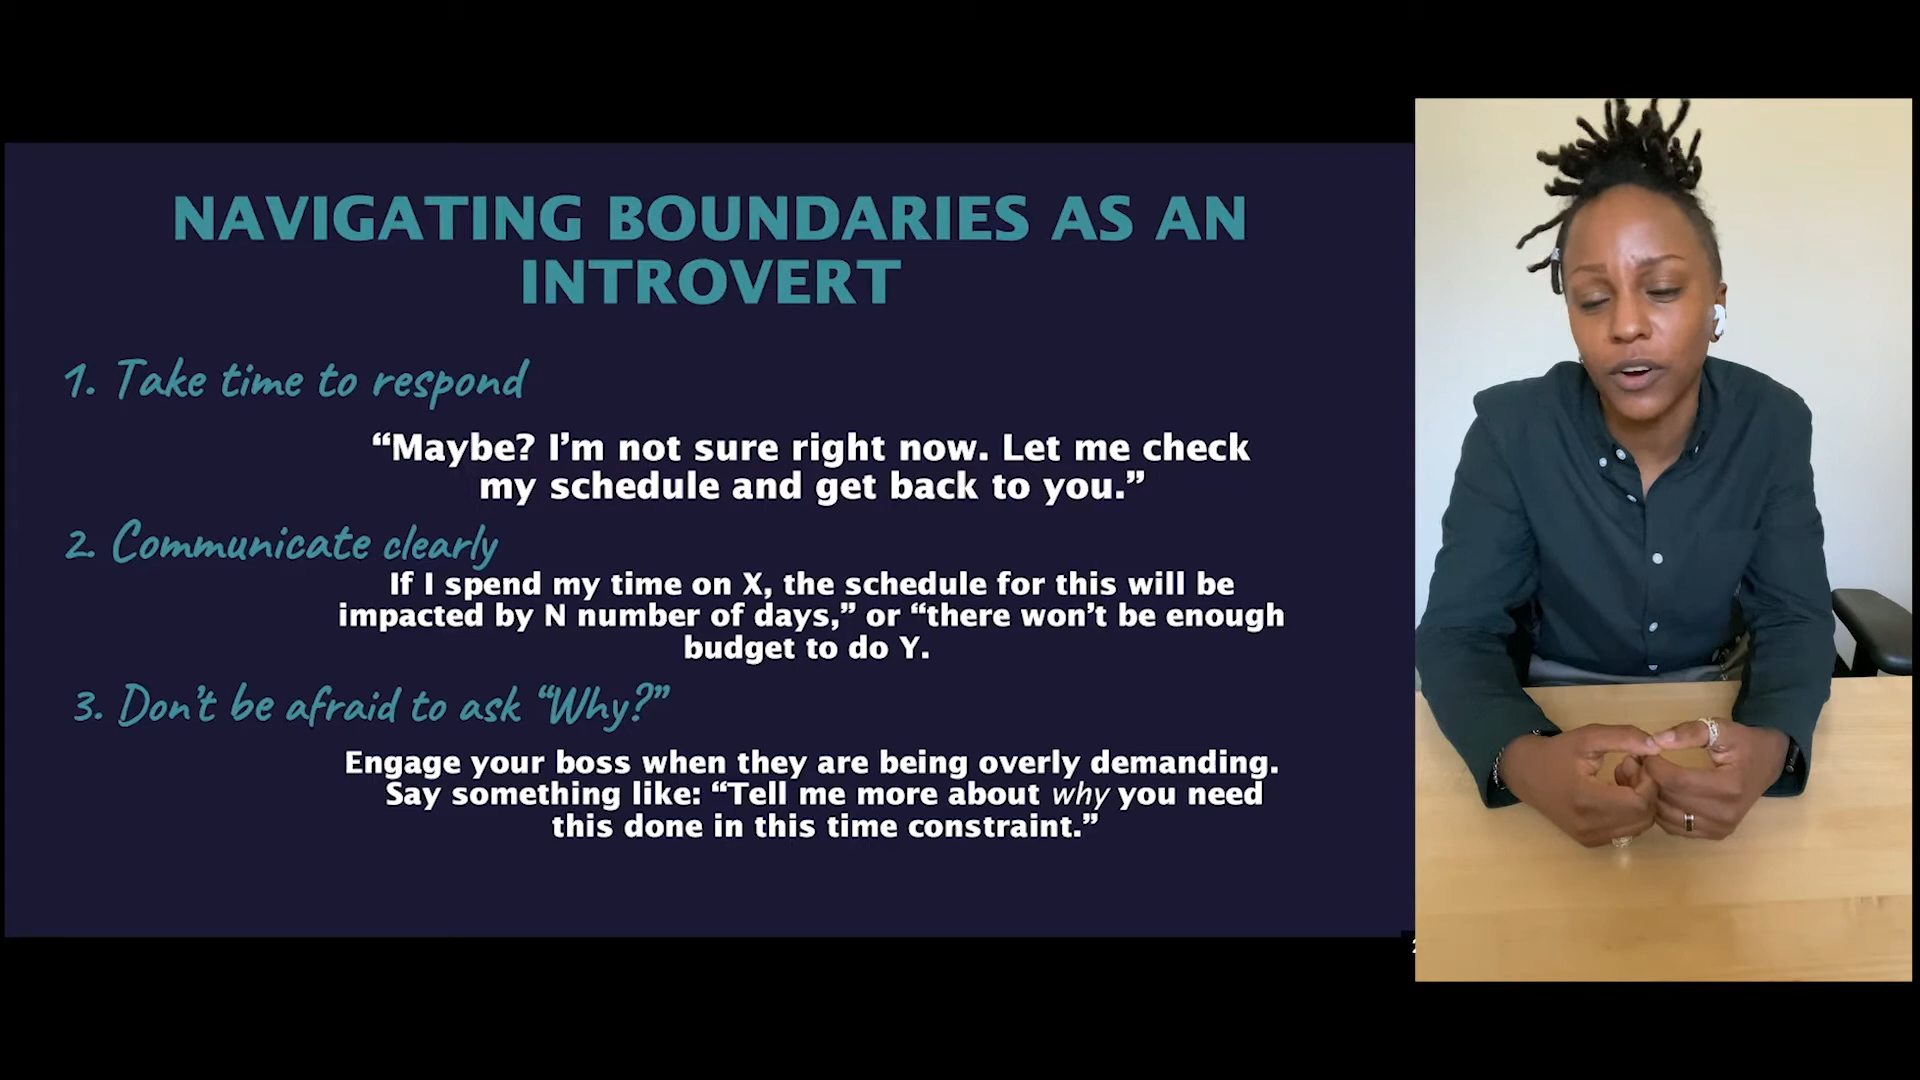 NAVIGATING BOUNDARIES AS AN
INTROVERT
1. Take time to respond
“Maybe? I’m not sure right now. Let me check
my schedule and get back to you.”
2. Communicate clearly
If I spend my time on X, the schedule for this will be
impacted by N number of days,” or “there won’t be enough
budget to do Y.
3. Don’t be afraid to ask “Why?”
Engage your boss when they are being overly demanding.
Say something like: “Tell me more about why you need
this done in this time constraint.”